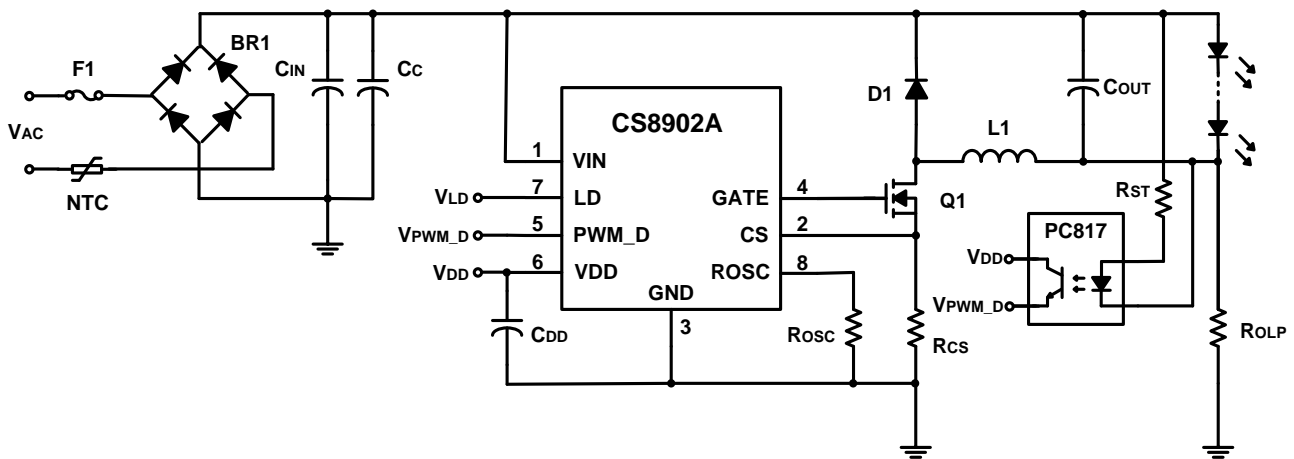 F1
BR1
VAC
NTC
CIN
CC
CS8902A
1
VIN
7
LD
5
PWM_D
6
VDD
GND
3
GATE
4
CS
2
ROSC
8
VLD
VPWM_D
VDD
CDD
ROSC
RCS
D1
L1
Q1
COUT
RST
PC817
VDD
VPWM_D
ROLP